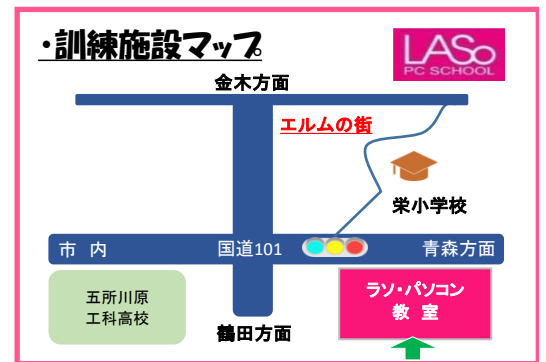 ・訓練施設マップ
LASo
PC SCHOOL
金木方面
エルムの街
栄小学校
市 内
国道101
青森方面
五所川原
工科高校
ラソ・パソコン
教 室
鶴田方面